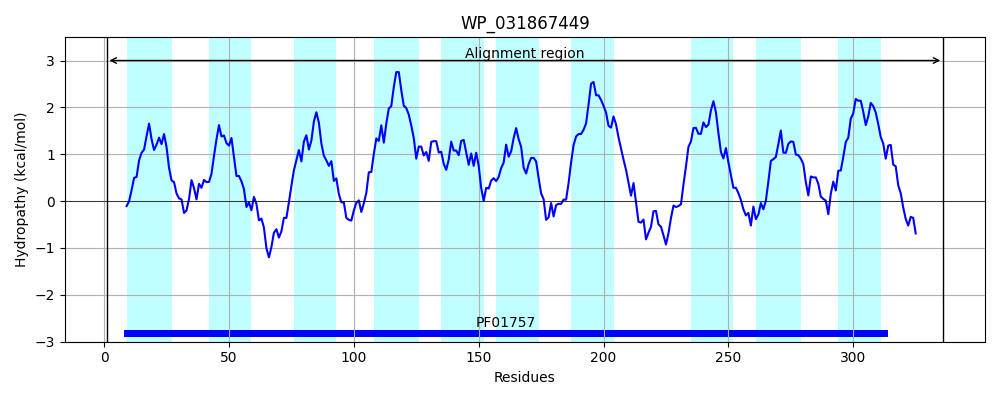 WP_031867449
Hydropathy (kcal/mol)
3
2
1
0
−1
−2
−3
Alignment region
PF01757
0
50
100
150
200
250
300
Residues